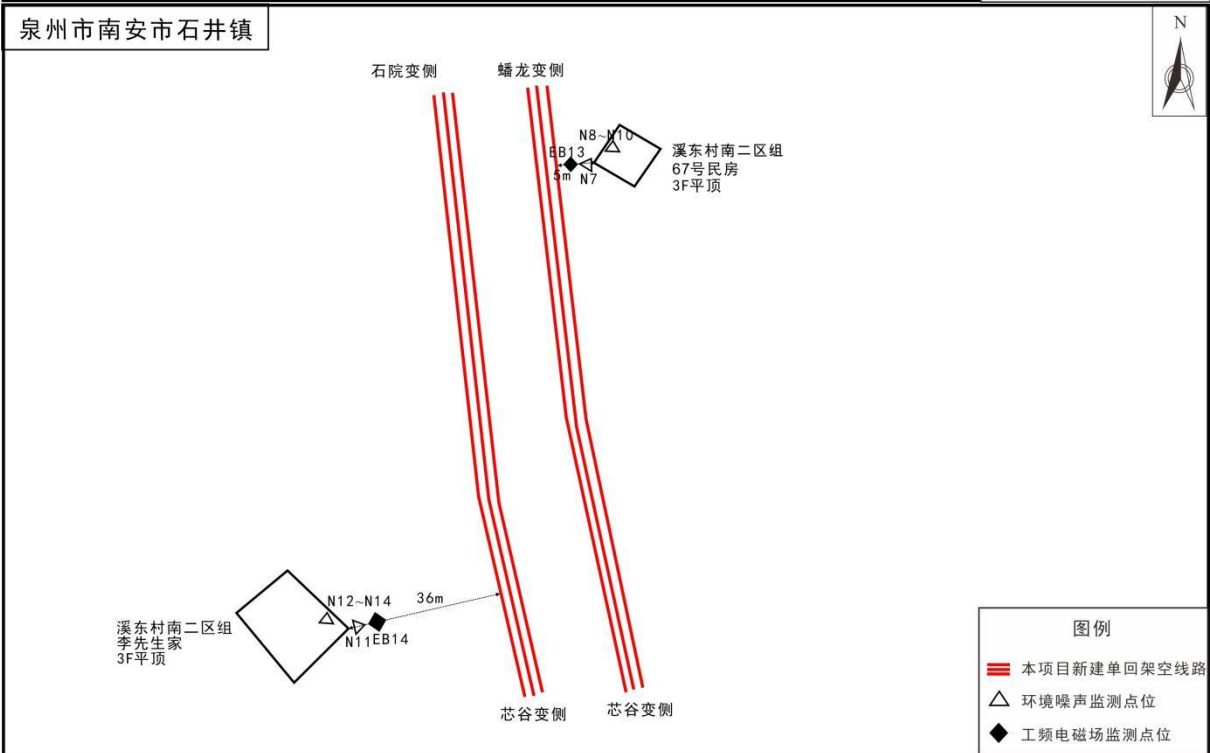 泉州市南安市石井镇
N
石院变侧
蟠龙变侧
N8~N10
EB13
5m
N7
溪东村南二区组
67号民房
3F平顶
36m
N12~N14
N11
EB14
溪东村南二区组
李先生家
3F平顶
芯谷变侧
芯谷变侧
图例
本项目新建单回架空线路
环境噪声监测点位
工频电磁场监测点位